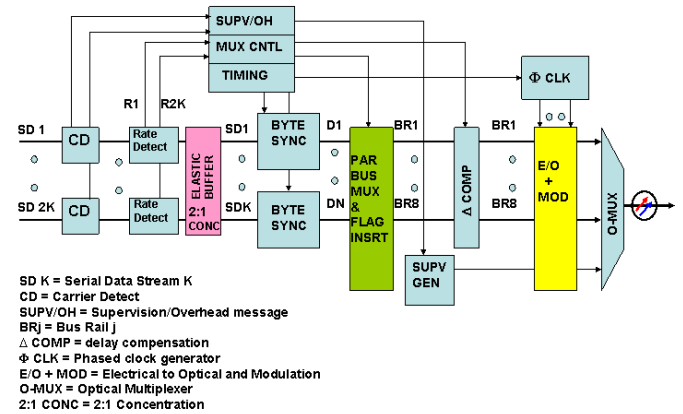 SUPV/OH
MUX CNTL
TIMING
Φ CLK
R1
R2K
SD 1
CD
Rate
Detect
ELASTIC
BUFFER
2:1
CONC
SD1
BYTE
SYNC
D1
PAR
BUS
MUX
&
FLAG
INSRT
BR1
Δ COMP
BR1
E/O
+
MOD
O-MUX
SD 2K
CD
Rate
Detect
SDK
BYTE
SYNC
DN
BR8
BR8
SUPV
GEN
SD K = Serial Data Stream K
CD = Carrier Detect
SUPV/OH = Supervision/Overhead message
BRj = Bus Rail j
Δ COMP = delay compensation
Φ CLK = Phased clock generator
E/O + MOD = Electrical to Optical and Modulation
O-MUX = Optical Multiplexer
2:1 CONC = 2:1 Concentration